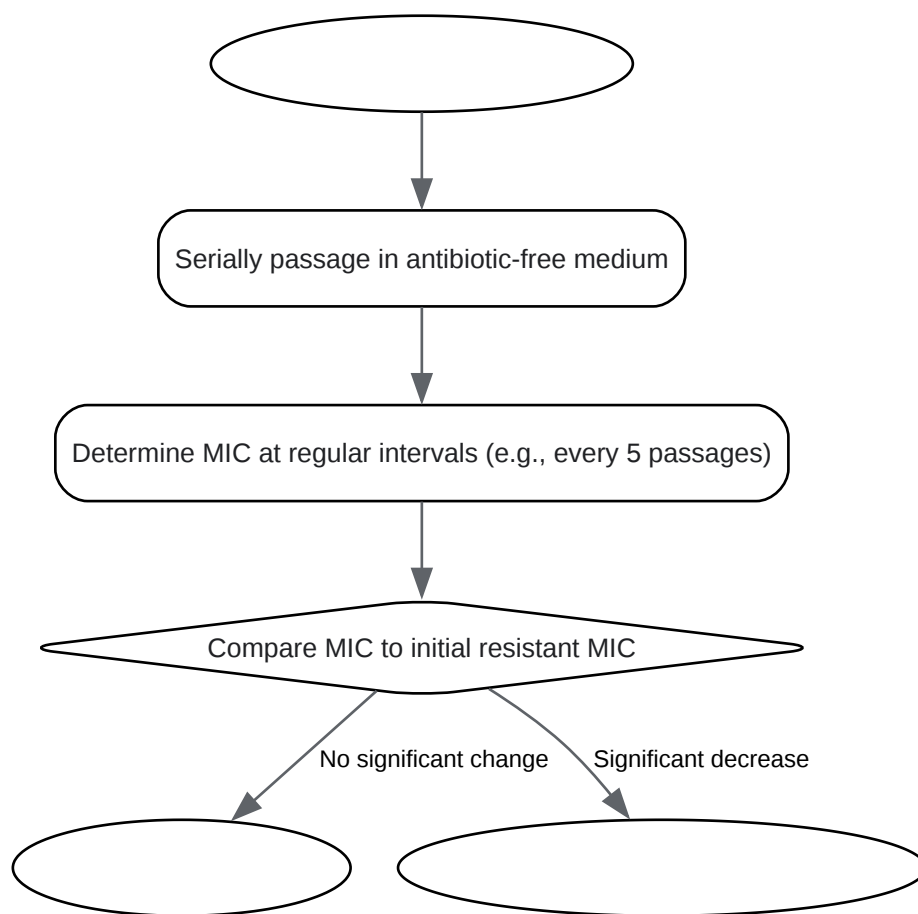 Serially passage in antibiotic-free medium
Determine MIC at regular intervals (e.g., every 5 passages)
Compare MIC to initial resistant MIC
No significant change
Significant decrease